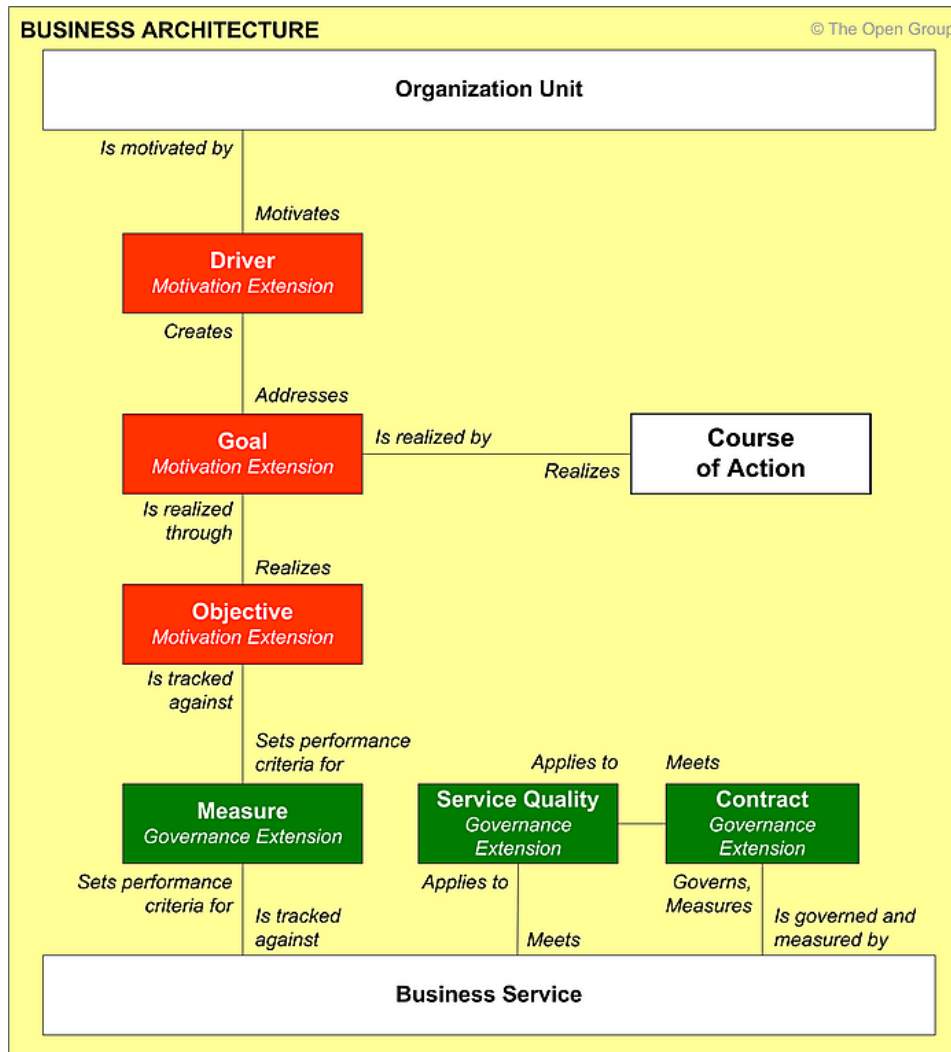 BUSINESS ARCHITECTURE
© The Open Group
Organization Unit
Is motivated by
Motivates
Driver
Motivation Extension
Creates
Addresses
Goal
Motivation Extension
Is realized by
Realizes
Course
of Action
Is realized
through
Realizes
Objective
Motivation Extension
Is tracked
against
Sets performance
criteria for
Applies to
Meets
Measure
Governance Extension
Service Quality
Governance
Extension
Contract
Governance
Extension
Sets performance
criteria for
Is tracked
against
Applies to
Meets
Governs,
Measures
Is governed and
measured by
Business Service